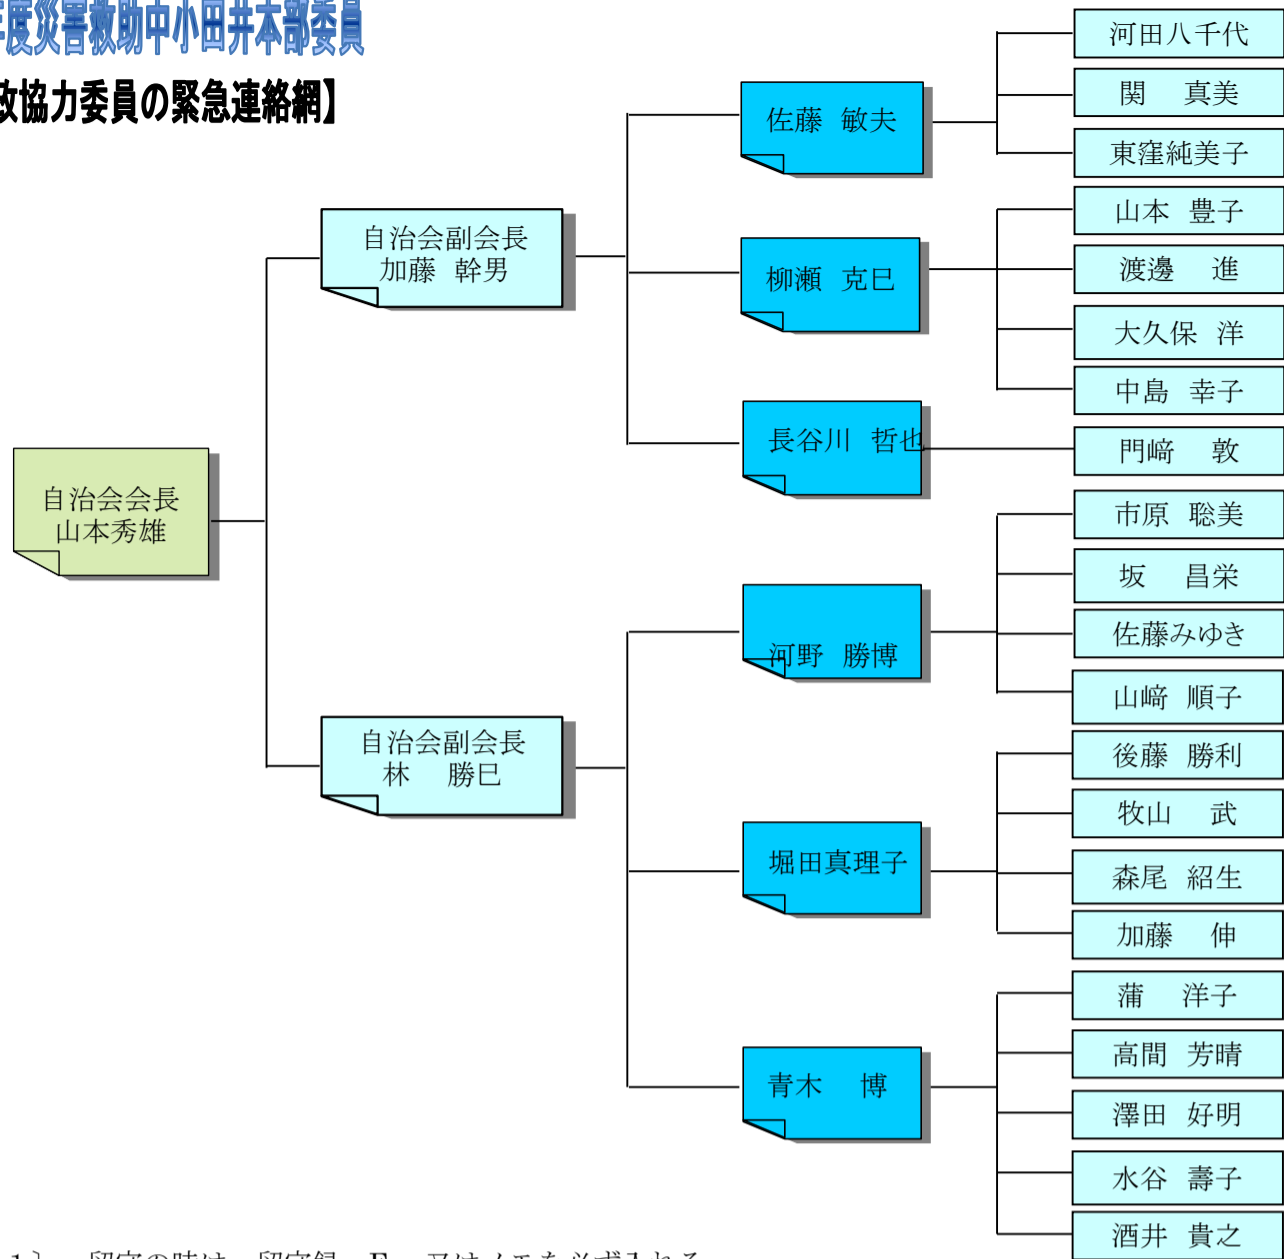 年度災害救助中小田井本部委員
政協力委員の緊急連絡網】
自治会会長
山本秀雄
自治会副会長
加藤 幹男
佐藤 敏夫
河田八千代
関 真美
東窪純美子
柳瀬 克巳
山本 豊子
渡邊 進
大久保 洋
中島 幸子
長谷川 哲也
門﨑 敦
自治会副会長
林 勝巳
河野 勝博
市原 聡美
坂 昌栄
佐藤みゆき
山﨑 順子
堀田真理子
後藤 勝利
牧山 武
森尾 紹生
加藤 伸
青木 博
蒲 洋子
高間 芳晴
澤田 好明
水谷 壽子
酒井 貴之